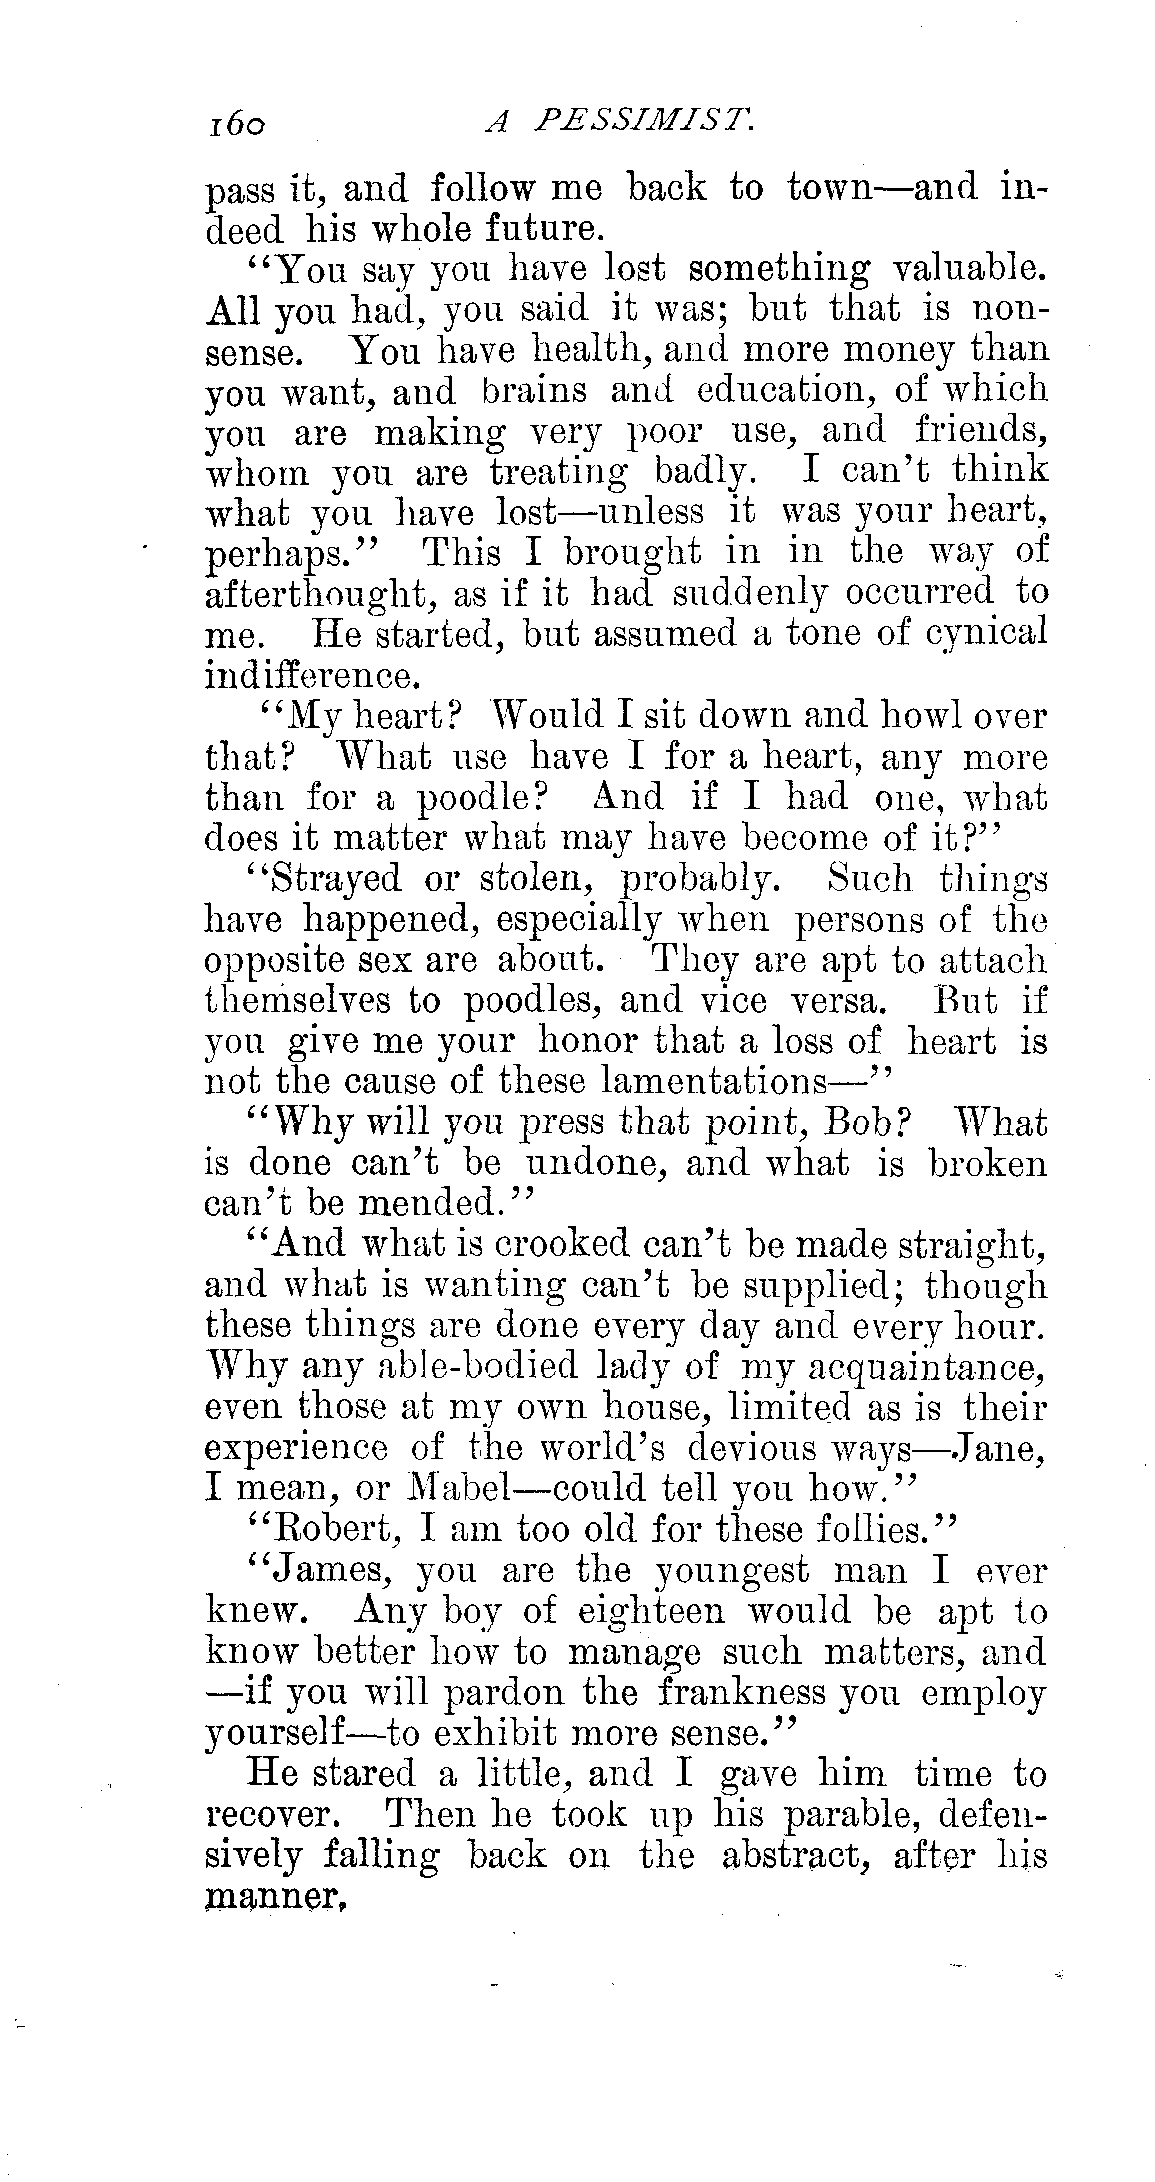 160 A PESSIMIST.
pass it, and follow me back to town—and in-
deed his whole future.
“You say you have lost something valuable.
All you had, you said it was; but that is non-
sense. You have health, and more money than
you want, and brains and education, of which
you are making very poor use, and friends,
whom you are treating badly. I can’t think
what you have lost—unless it was your heart,
perhaps.” This I brought in in the way of
afterthought, as if it had suddenly occurred to
me. He started, but assumed a tone of cynical
indifference.
“My heart? Would I sit down and howl over
that? What use have I for a heart, any more
than for a poodle? And if I had one, what
does it matter what may have become of it?”
“Strayed or stolen, probably. Such things
have happened, especially when persons of the
opposite sex are about. They are apt to attach
themselves to poodles, and vice versa. But if
you give me your honor that a loss of heart is
not the cause of these lamentations—”
“Why will you press that point, Bob? What
is done can’t be undone, and what is broken
can’t be mended.”
“And what is crooked can’t be made straight,
and what is wanting can’t be supplied; though
these things are done every day and every hour.
Why any able-bodied lady of my acquaintance,
even those at my own house, limited as is their
experience of the world’s devious ways—Jane,
I mean, or Mabel—could tell you how.”
“Robert, I am too old for these follies.”
“James, you are the youngest man I ever
knew. Any boy of eighteen would be apt to
know better how to manage such matters, and
—if you will pardon the frankness you employ
yourself—to exhibit more sense.”
He stared a little, and I gave him time to
recover. Then he took up his parable, defen-
sively falling back on the abstract, after his
manner,